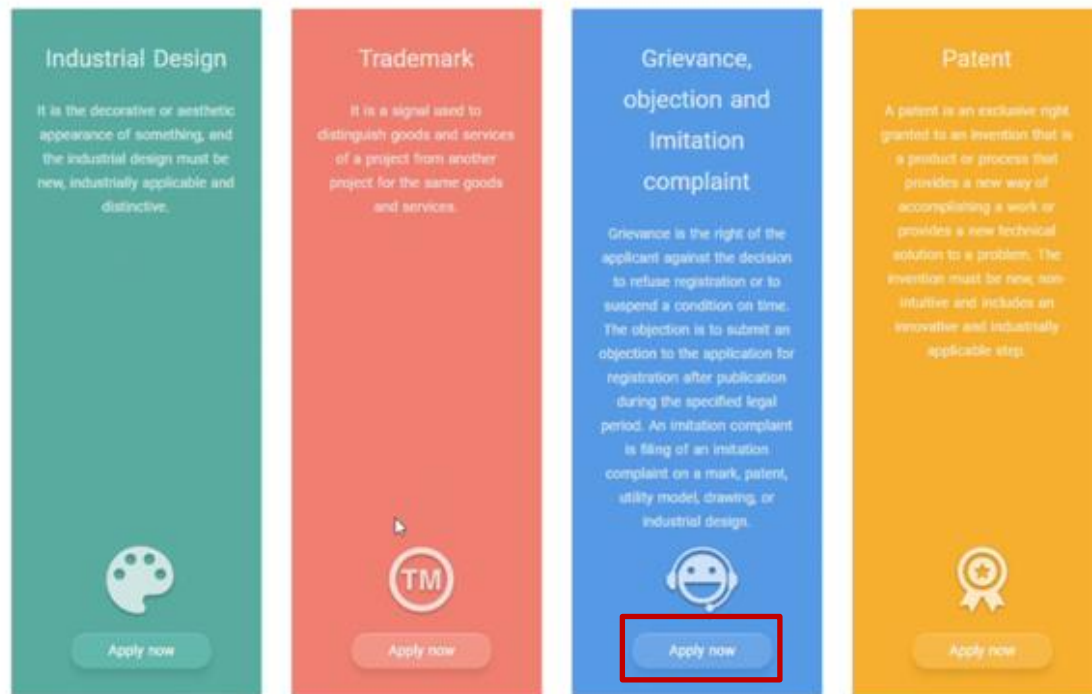 Industrial Design
It is the decorative or aesthetic
appearance of something, and
the industrial design must be
new, industrially applicable and
distinctive.
Apply now
Trademark
It is a signal used to
distinguish goods and services
of a project from another
project for the same goods
and services.
TM
Apply now
Grievance,
objection and
Imitation
complaint
Grievance is the right of the
applicant against the decision
to refuse registration or to
suspend a condition on time.
The objection is to submit an
objection to the application for
registration after publication
during the specified legal
period. An imitation complaint
is filing of an imitation
complaint on a mark, patent,
utility model, drawing, or
industrial design.
Apply now
Patent
A patent is an exclusive right
granted to an invention that is
a product or process that
provides a new way of
accomplishing a work or
provides a new technical
solution to a problem. The
invention must be new, non-
intuitive and includes an
innovative and industrially
applicable step.
Apply now